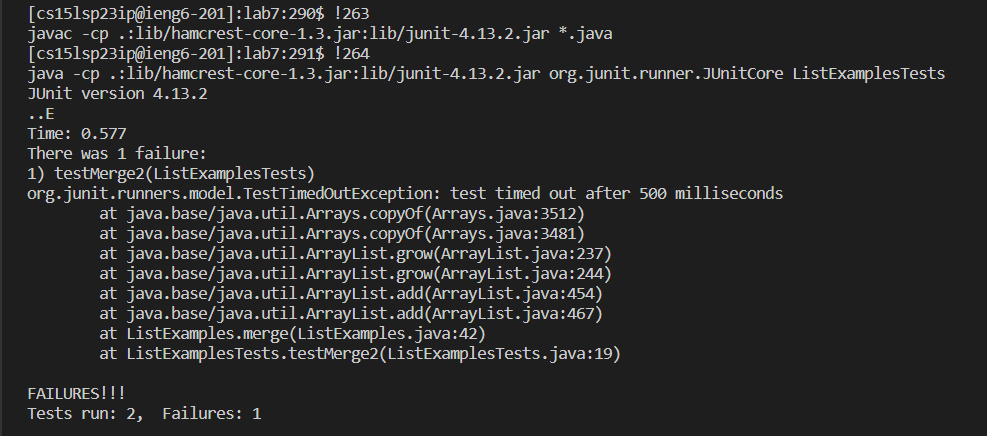 [cs15lsp23ip@ieng6-201]:lab7:290$ !263
javac -cp .:lib/hamcrest-core-1.3.jar:lib/junit-4.13.2.jar *.java
[cs15lsp23ip@ieng6-201]:lab7:291$ !264
java -cp .:lib/hamcrest-core-1.3.jar:lib/junit-4.13.2.jar org.junit.runner.JUnitCore ListExamplesTests
JUnit version 4.13.2
..E
Time: 0.577
There was 1 failure:
1) testMerge2(ListExamplesTests)
org.junit.runners.model.TestTimedOutException: test timed out after 500 milliseconds
        at java.base/java.util.Arrays.copyOf(Arrays.java:3512)
        at java.base/java.util.Arrays.copyOf(Arrays.java:3481)
        at java.base/java.util.ArrayList.grow(ArrayList.java:237)
        at java.base/java.util.ArrayList.grow(ArrayList.java:244)
        at java.base/java.util.ArrayList.add(ArrayList.java:454)
        at java.base/java.util.ArrayList.add(ArrayList.java:467)
        at ListExamples.merge(ListExamples.java:42)
        at ListExamplesTests.testMerge2(ListExamplesTests.java:19)

FAILURES!!!
Tests run: 2,  Failures: 1